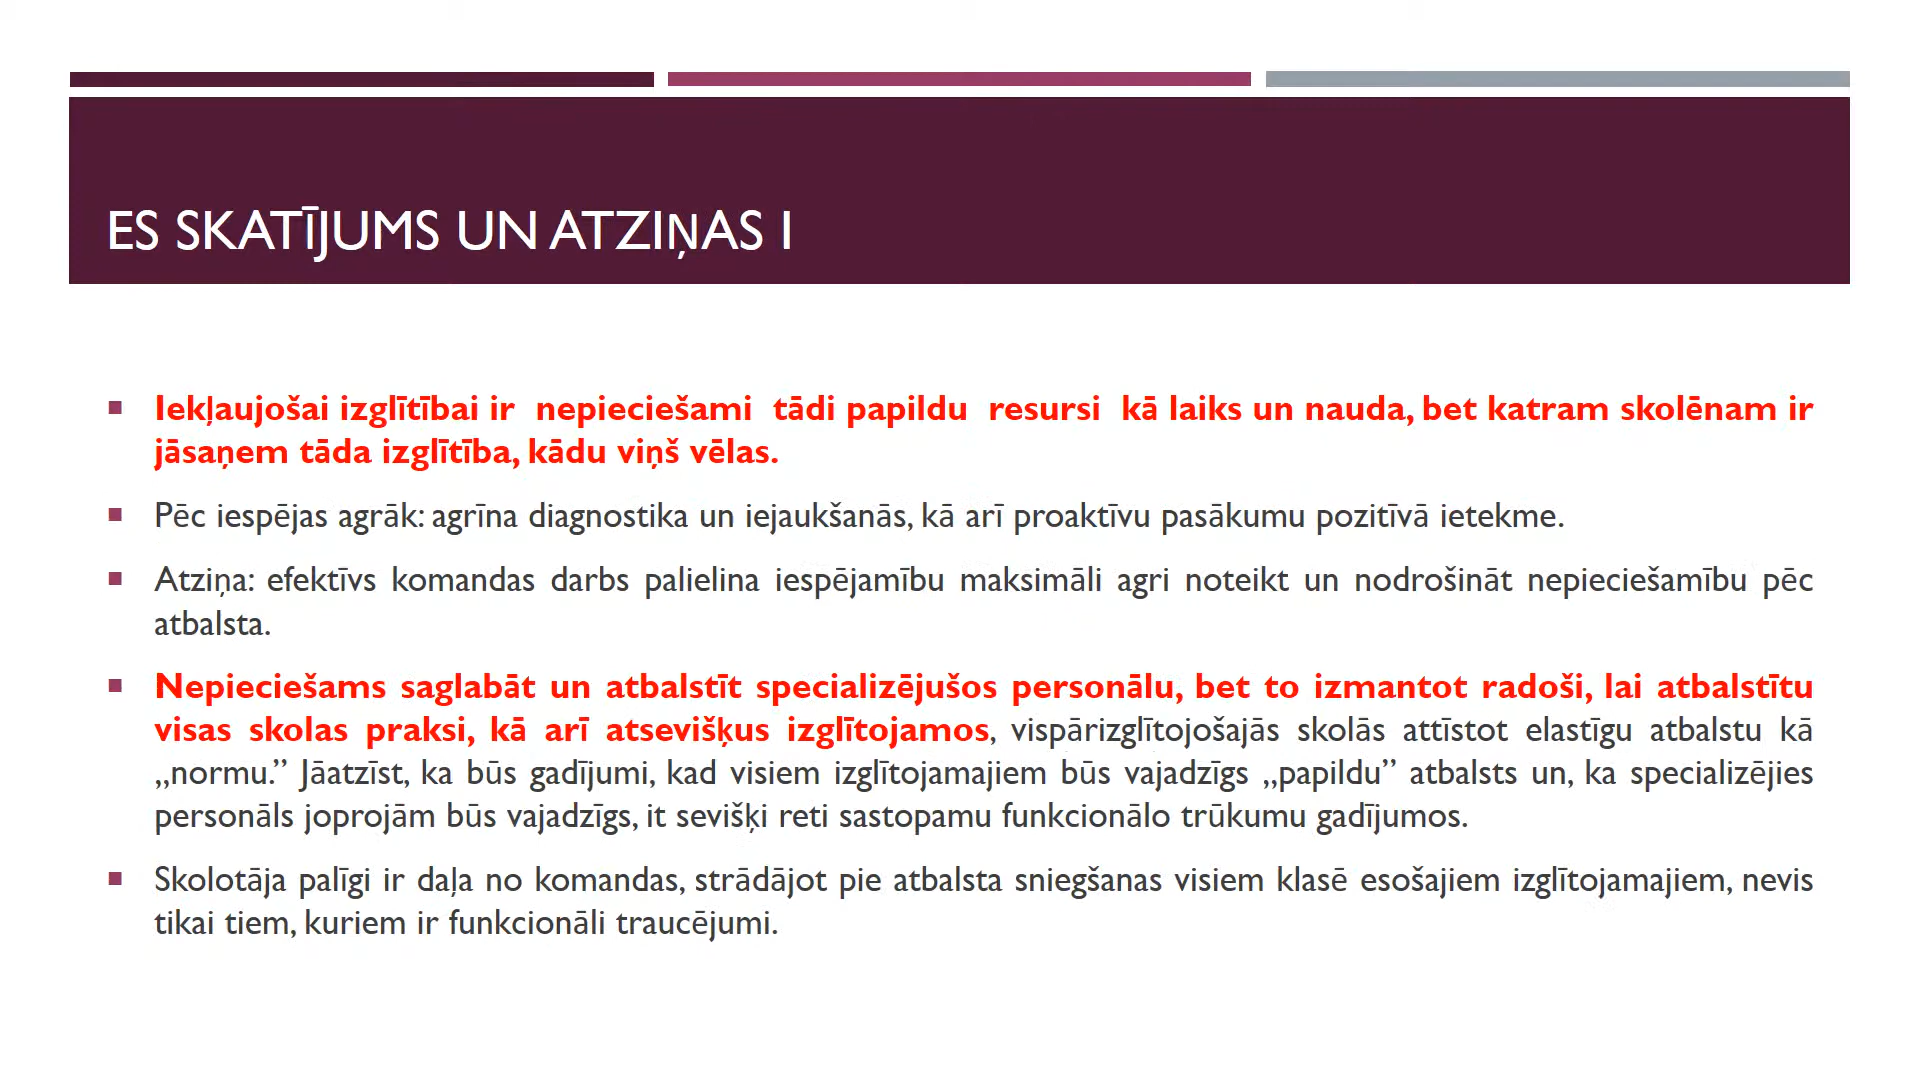 ES SKATĪJUMS UN ATZIŅAS I
Iekļaujošai izglītībai ir nepieciešami tādi papildu resursi kā laiks un nauda, bet katram skolēnam ir
jāsaņem tāda izglītība, kādu viņš vēlas.
Pēc iespējas agrāk: agrīna diagnostika un iejaukšanās, kā arī proaktīvu pasākumu pozitīvā ietekme.
Atziņa: efektīvs komandas darbs palielina iespējamību maksimāli agri noteikt un nodrošināt nepieciešamību pēc
atbalsta.
Nepieciešams saglabāt un atbalstīt specializējušos personālu, bet to izmantot radoši, lai atbalstītu
visas skolas praksi, kā arī atsevišķus izglītojamos, vispārizglītojošajās skolās attīstot elastīgu atbalstu kā
„normu.” Jāatzīst, ka būs gadījumi, kad visiem izglītojamajiem būs vajadzīgs „papildu” atbalsts un, ka specializējies
personāls joprojām būs vajadzīgs, it sevišķi reti sastopamu funkcionālo trūkumu gadījumos.
Skolotāja palīgi ir daļa no komandas, strādājot pie atbalsta sniegšanas visiem klasē esošajiem izglītojamajiem, nevis
tikai tiem, kuriem ir funkcionāli traucējumi.